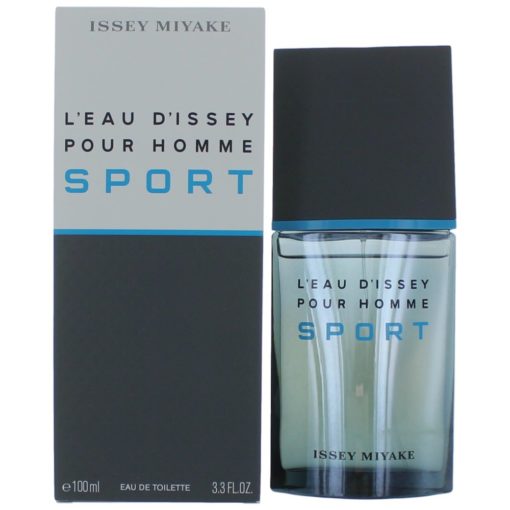 ISSEY MIYAKE
L'EAU D'ISSEY
POUR HOMME
SPORT
℮100ml EAU DE TOILETTE 3.3 FL.OZ.
L'EAU D'ISSEY
POUR HOMME
SPORT
ISSEY MIYAKE